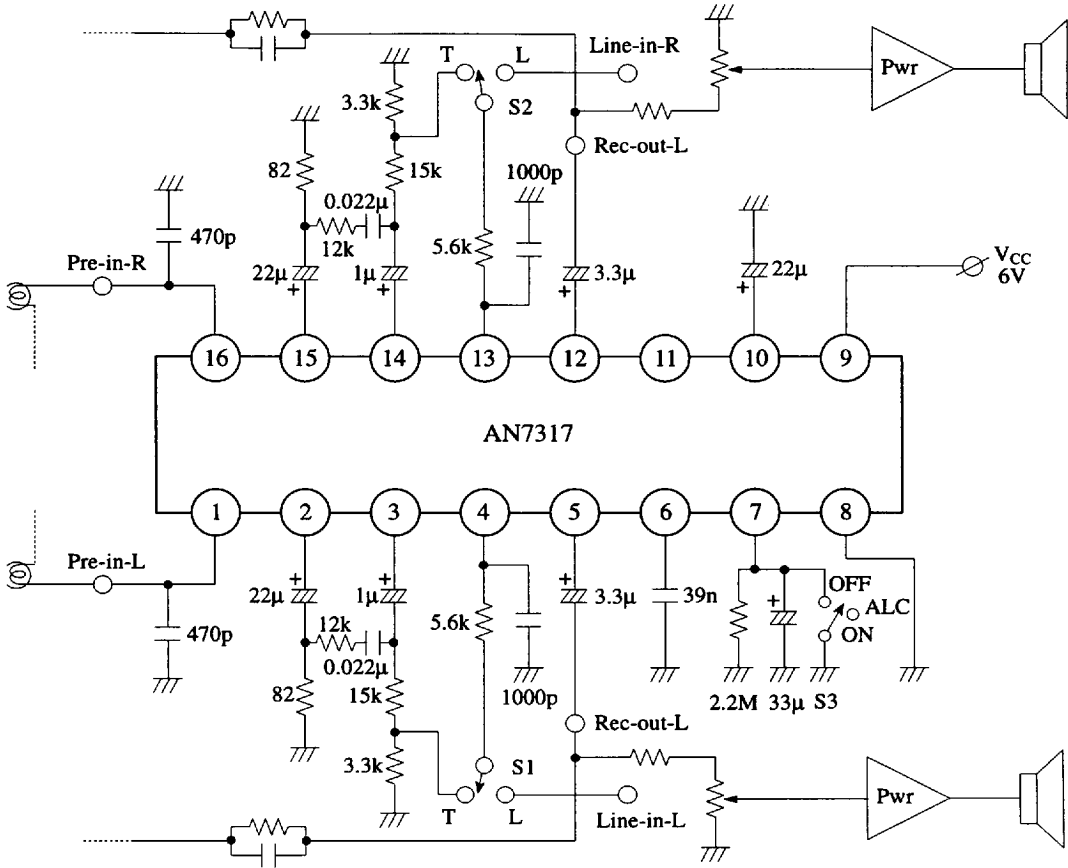 T
L
Line-in-R
Pwr
3.3k
S2
82
15k
1000p
Rec-out-L
0.022μ
470p
12k
5.6k
Pre-in-R
22μ
1μ
3.3μ
22μ
VCC
6V
+
+
+
+
16
15
14
13
12
11
10
9
AN7317
1
2
3
4
5
6
7
8
Pre-in-L
+
+
+
+
OFF
22μ
1μ
3.3μ
39n
ALC
470p
12k
5.6k
ON
0.022μ
82
15k
1000p
2.2M
33μ
S3
Rec-out-L
3.3k
S1
Pwr
T
L
Line-in-L